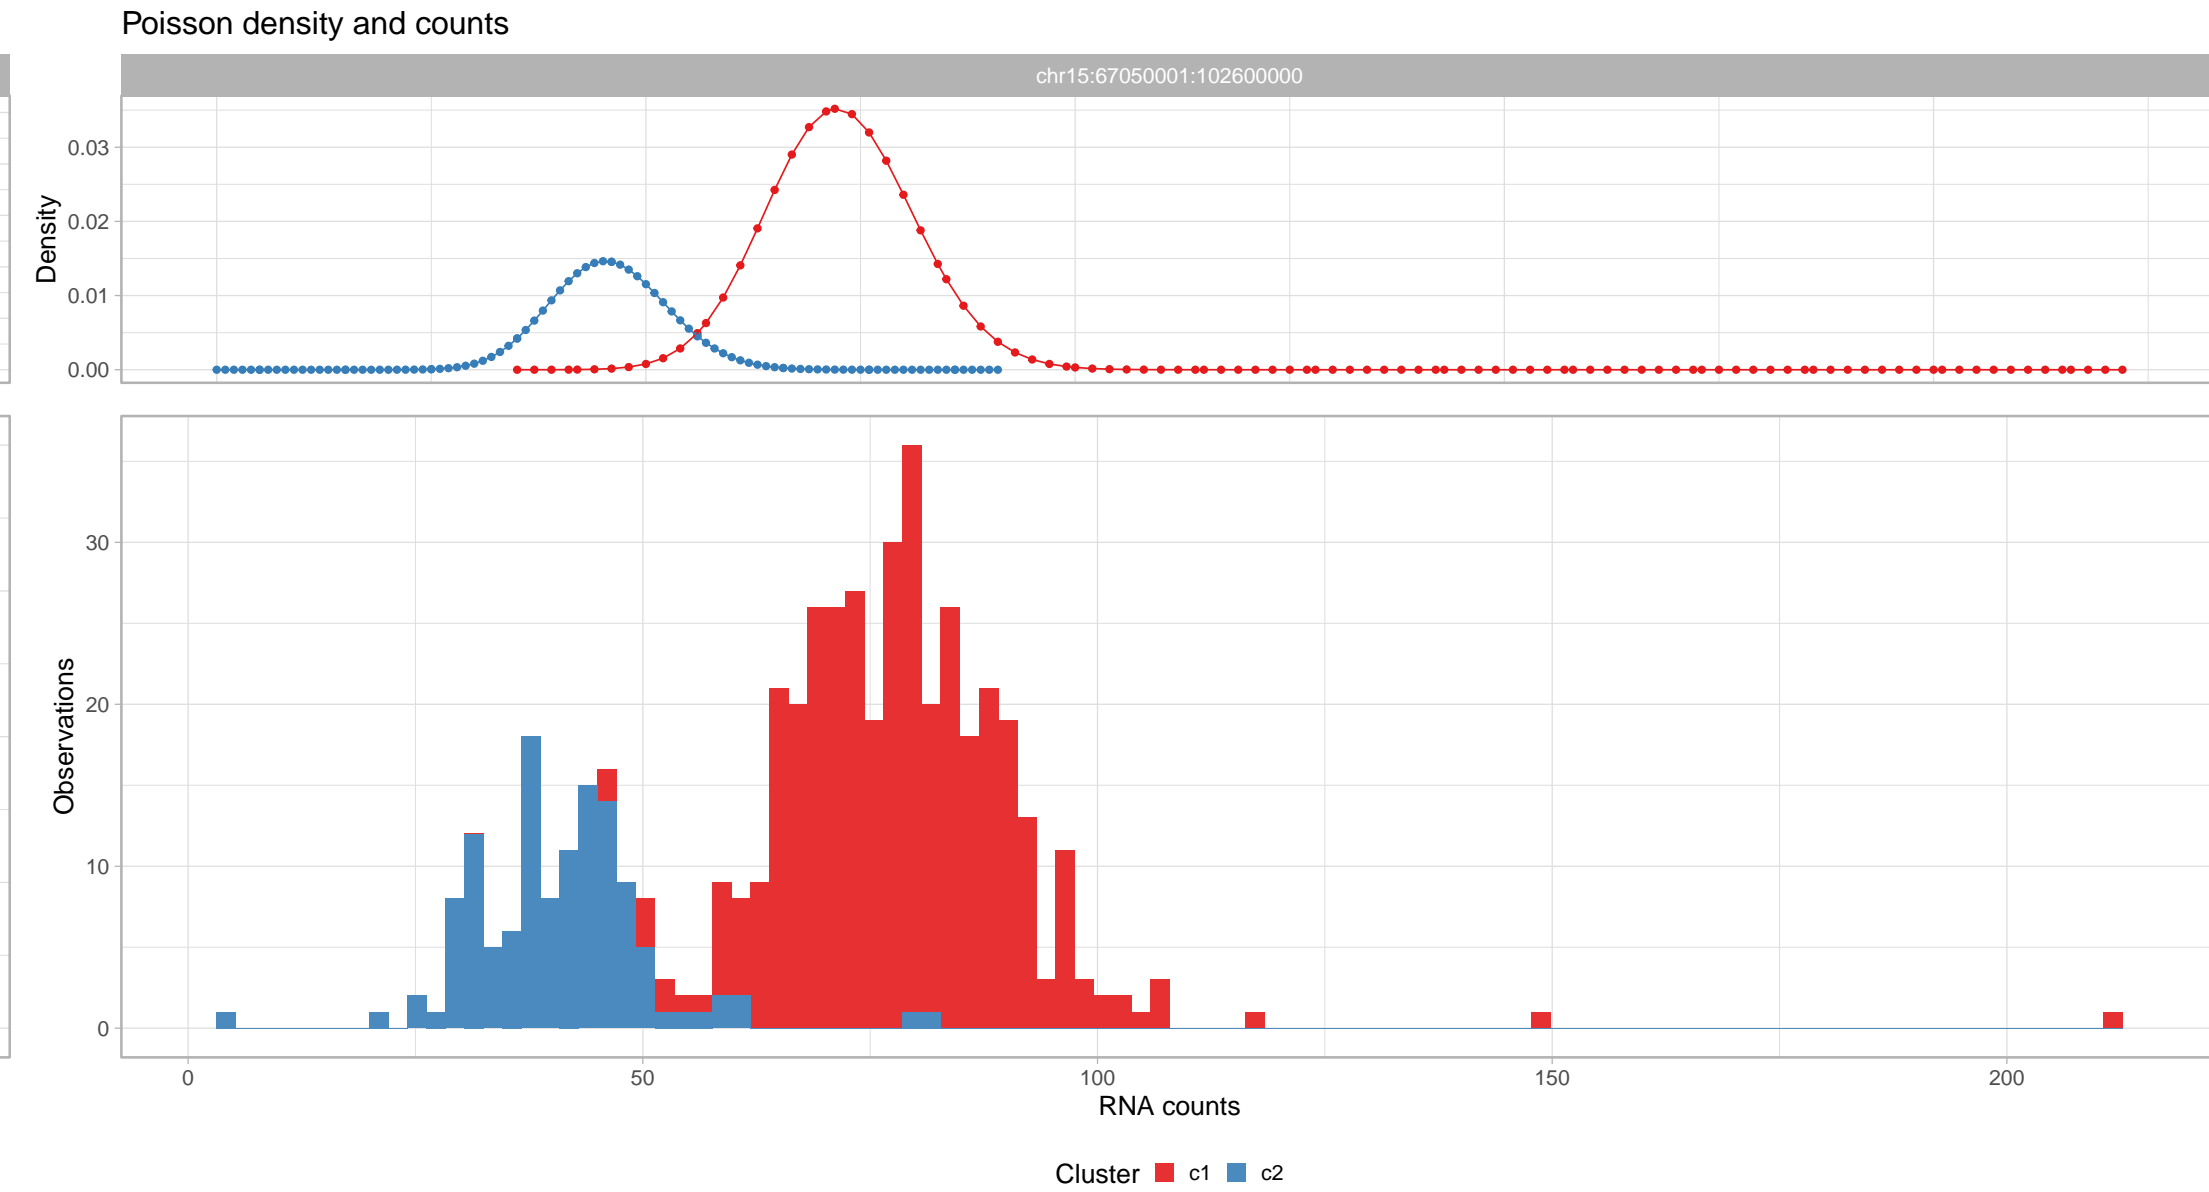 Poisson density and counts
chr15:67050001:102600000
Density
0.03
0.02
0.01
0.00
Observations
30
20
10
0
0 50 100 150 200
RNA counts
Cluster c1 c2